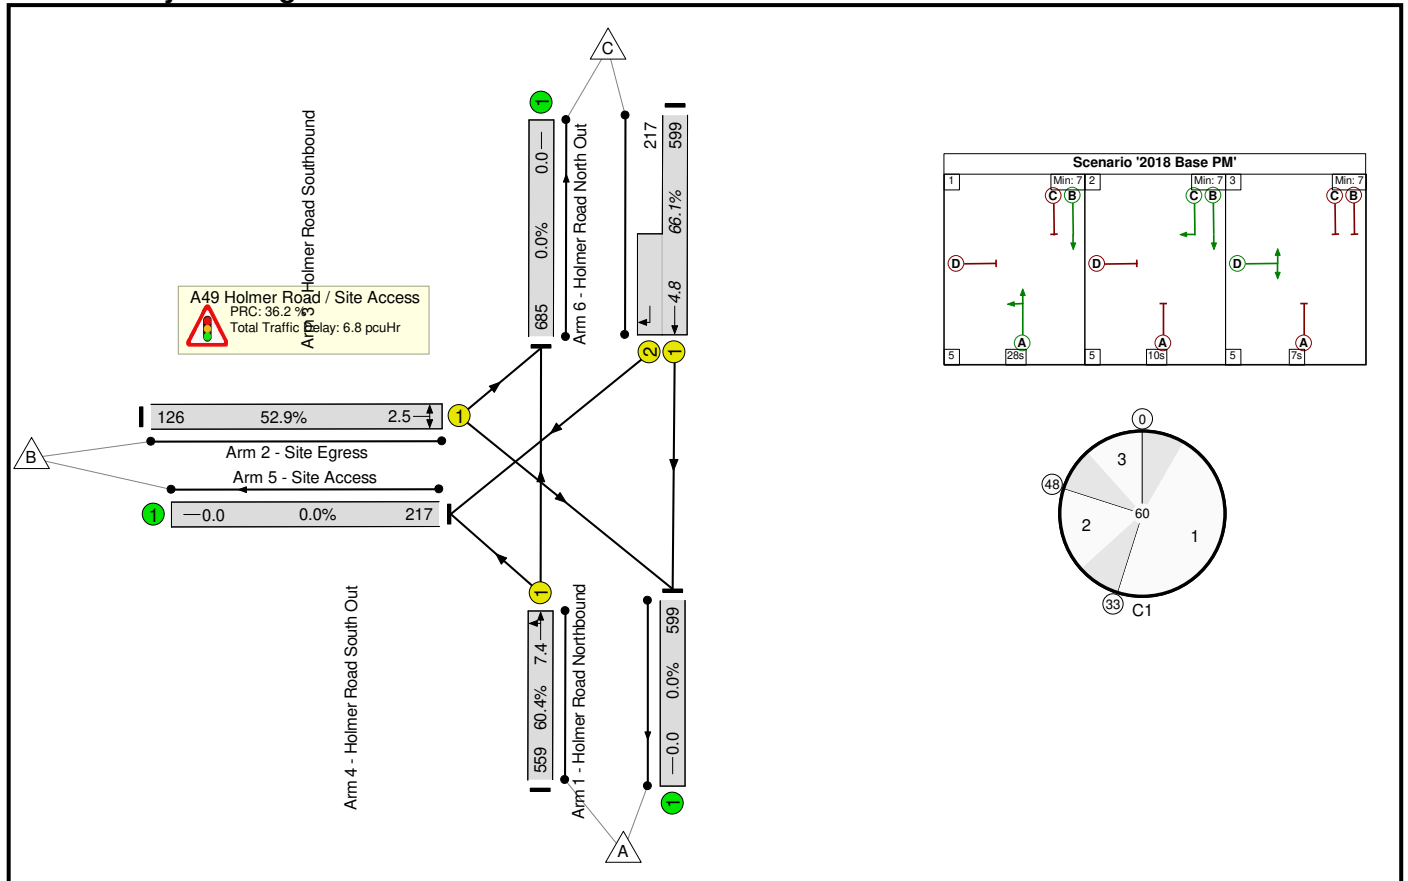 C
1
0.0
0.0%
685
Arm 6 - Holmer Road North Out
217
599
66.1%
4.8
2
1
Arm 3 - Holmer Road Southbound
A49 Holmer Road / Site Access
PRC: 36.2 %
Total Traffic Delay: 6.8 pcuHr
126 52.9% 2.5
1
Arm 2 - Site Egress
B
Arm 5 - Site Access
1
0.0 0.0% 217
1
7.4
60.4%
559
Arm 1 - Holmer Road Northbound
Arm 4 - Holmer Road South Out
599
0.0%
0.0
1
A
Scenario '2018 Base PM'
1 Min: 7 2 Min: 7 3 Min: 7
C B C B C B
D D D
A A A
5 28s 5 10s 5 7s
0
3
48
60
2
1
33
C1